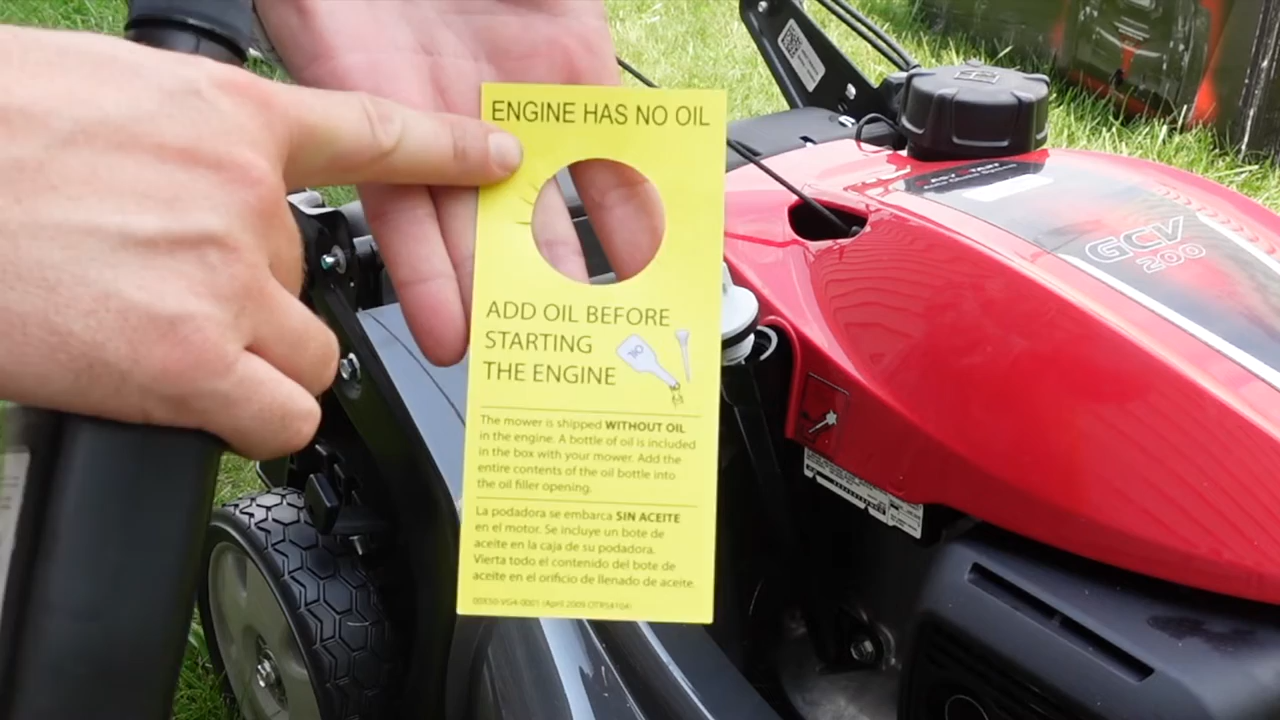 ENGINE HAS NO OIL
ADD OIL BEFORE
STARTING
THE ENGINE
The mower is shipped WITHOUT OIL
in the engine. A bottle of oil is included
in the box with your mower. Add the
entire contents of the oil bottle into
the oil filler opening.
La podadora se embarca SIN ACEITE
en el motor. Se incluye un bote de
aceite en la caja de su podadora.
Vierta todo el contenido del bote de
aceite en el orificio de llenado de aceite.
GCV
200